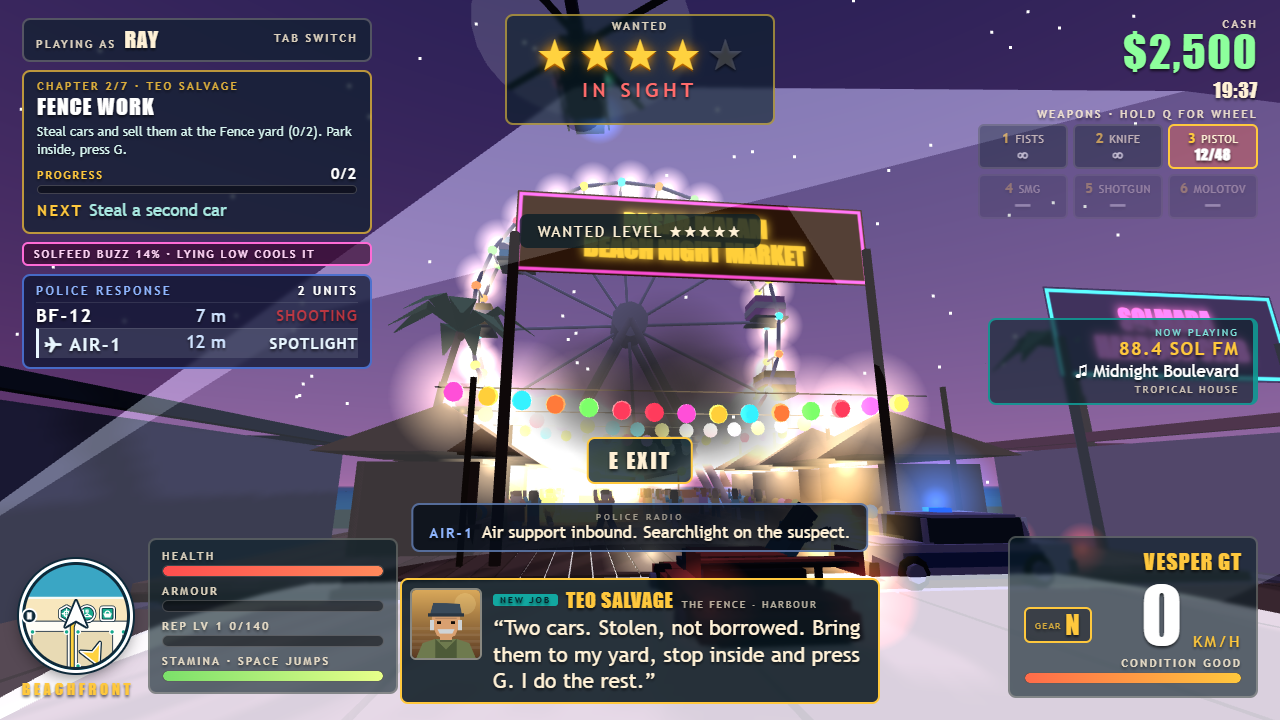 PLAYING AS RAY TAB SWITCH
CHAPTER 2/7 · TEO SALVAGE
FENCE WORK
Steal cars and sell them at the Fence yard (0/2). Park
inside, press G.
PROGRESS 0/2
NEXT Steal a second car
SOLFEED BUZZ 14% · LYING LOW COOLS IT
POLICE RESPONSE 2 UNITS
BF-12 7 m SHOOTING
AIR-1 12 m SPOTLIGHT
WANTED
IN SIGHT
WANTED LEVEL ★★★★★
BEACH NIGHT MARKET
CASH
$2,500
19:37
WEAPONS · HOLD Q FOR WHEEL
1 FISTS ∞
2 KNIFE ∞
3 PISTOL 12/48
4 SMG —
5 SHOTGUN —
6 MOLOTOV —
NOW PLAYING
88.4 SOL FM
♫ Midnight Boulevard
TROPICAL HOUSE
E EXIT
POLICE RADIO
AIR-1 Air support inbound. Searchlight on the suspect.
NEW JOB TEO SALVAGE THE FENCE · HARBOUR
“Two cars. Stolen, not borrowed. Bring
them to my yard, stop inside and press
G. I do the rest.”
BEACHFRONT
HEALTH
ARMOUR
REP LV 1 0/140
STAMINA · SPACE JUMPS
VESPER GT
GEAR N
0 KM/H
CONDITION GOOD